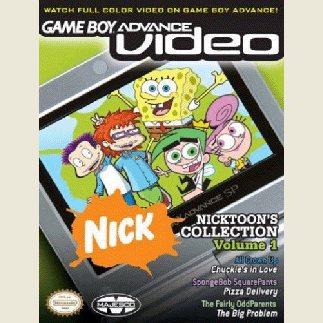 WATCH FULL COLOR VIDEO ON GAME BOY ADVANCE!
GAME BOY ADVANCE
video
ADVANCE SP
NICK
NICKTOON'S
COLLECTION
Volume 1
All Grown Up
Chuckie's in Love
SpongeBob SquarePants
Pizza Delivery
The Fairly OddParents
The Big Problem
MAJESCO